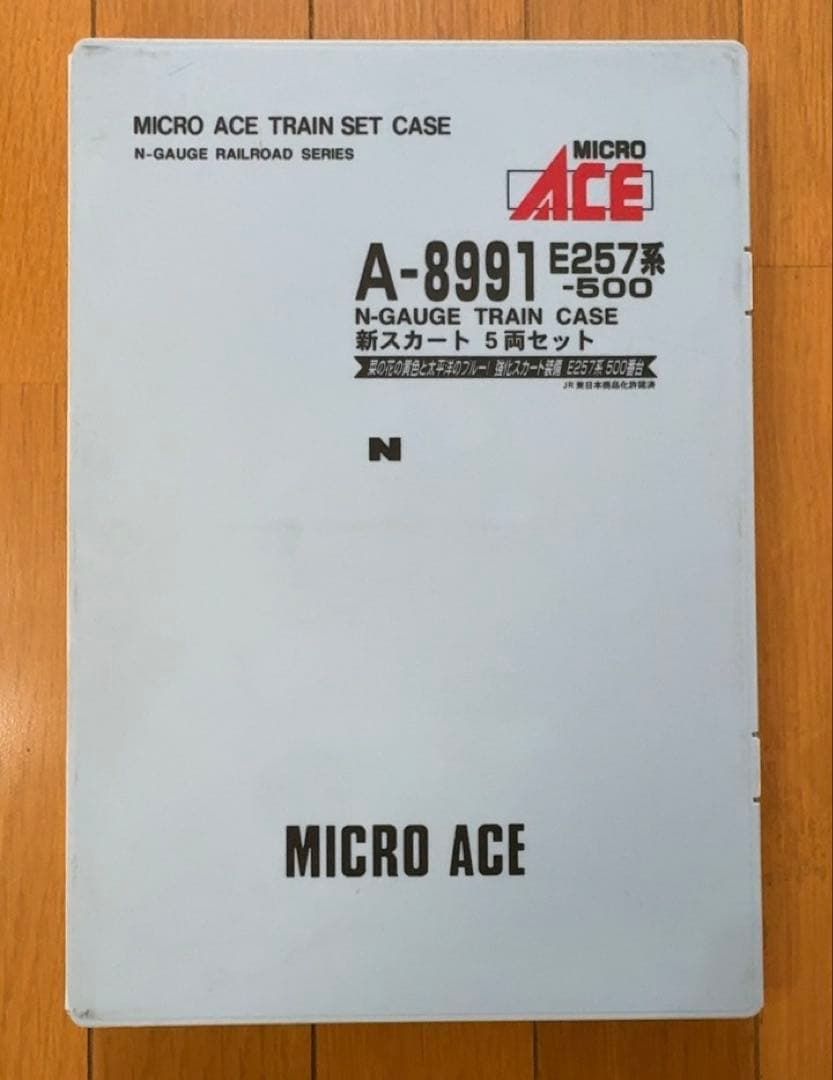 MICRO ACE TRAIN SET CASE
N-GAUGE RAILROAD SERIES
MICRO
ACE
A-8991 E257系
-500
N-GAUGE TRAIN CASE
新スカート 5両セット
菜の花の黄色と太平洋のブルー! 強化スカート装備 E257系 500番台
JR東日本商品化許諾済
N
MICRO ACE